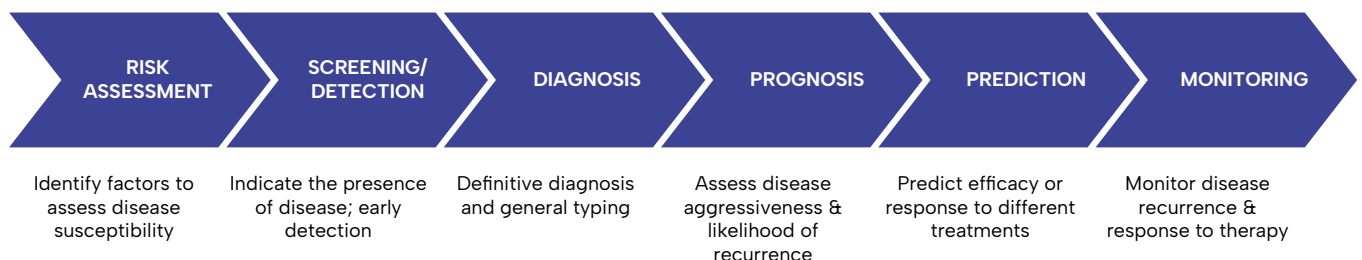 RISK
ASSESSMENT
SCREENING/
DETECTION
DIAGNOSIS
PROGNOSIS
PREDICTION
MONITORING
Identify factors to
assess disease
susceptibility
Indicate the presence
of disease; early
detection
Definitive diagnosis
and general typing
Assess disease
aggressiveness &
likelihood of
recurrence
Predict efficacy or
response to different
treatments
Monitor disease
recurrence &
response to therapy